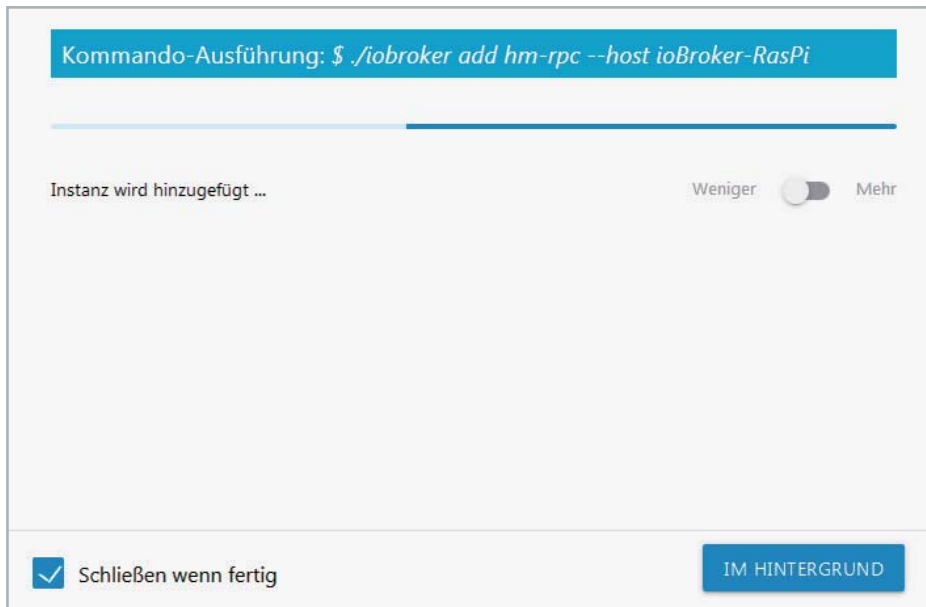 Kommando-Ausführung: $ ./iobroker add hm-rpc --host ioBroker-RasPi
Instanz wird hinzugefügt ...
Weniger Mehr
Schließen wenn fertig
IM HINTERGRUND